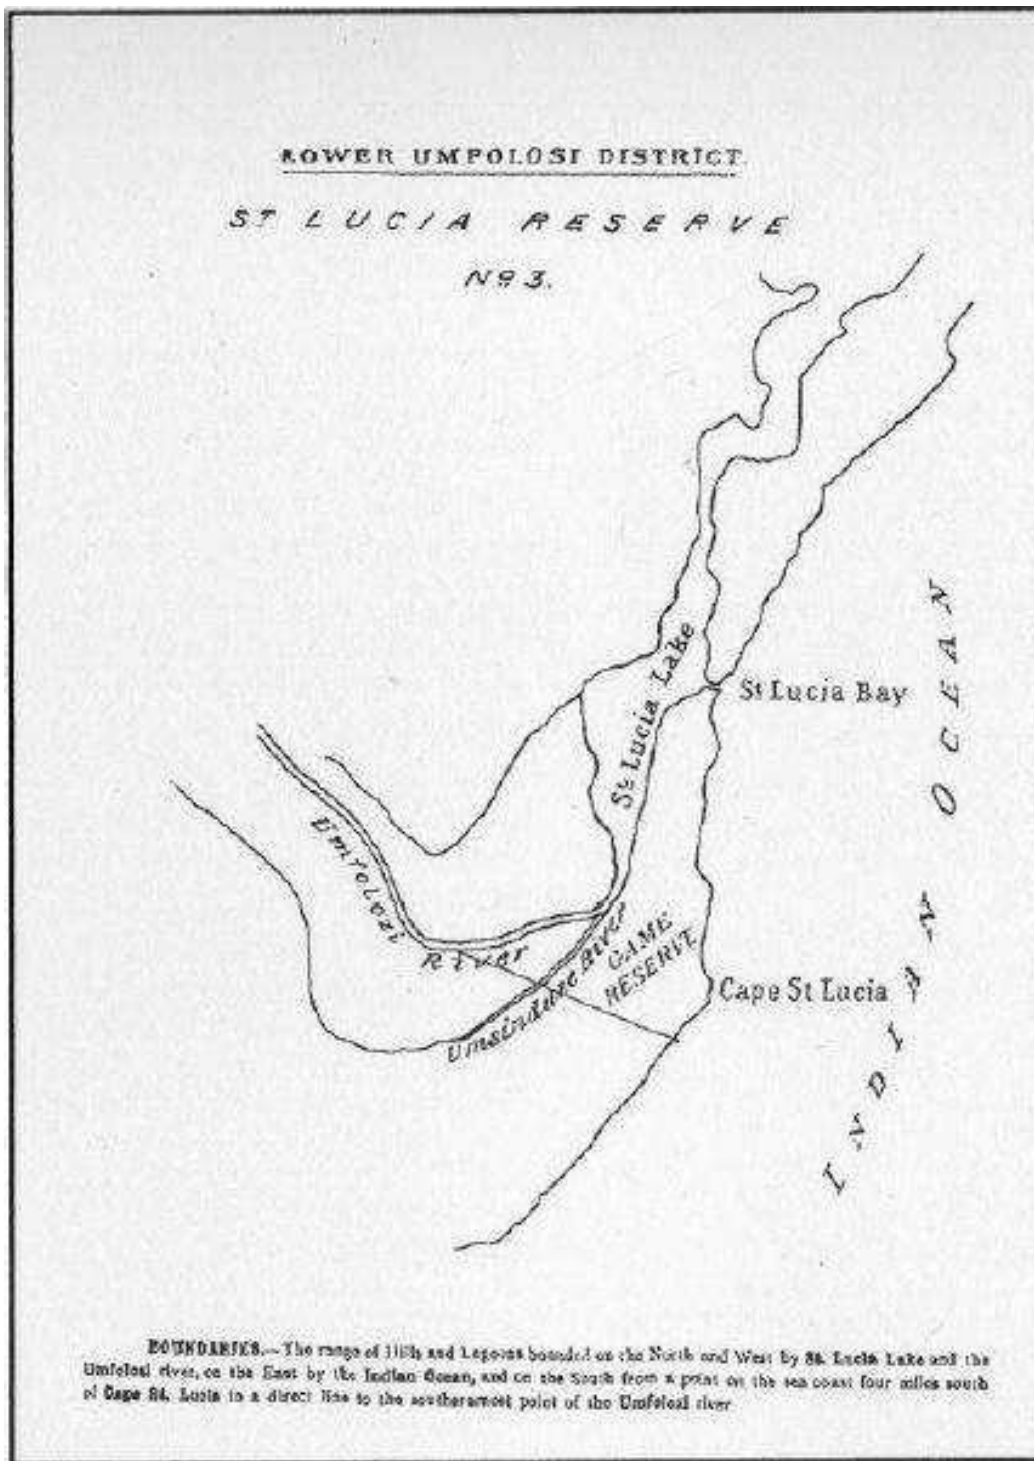 LOWER UMPOLOSI DISTRICT.
ST LUCIA RESERVE
No 3.
St Lucia Lake
St Lucia Bay
INDIAN OCEAN
Umfolozi
River
Umsinduze River
GAME
RESERVE
Cape St Lucia
BOUNDARIES.—The range of Hills and Lagoons bounded on the North and West by St. Lucia Lake and the
Umfolosi river, on the East by the Indian Ocean, and on the South from a point on the sea coast four miles south
of Cape St. Lucia in a direct line to the southernmost point of the Umfolosi river